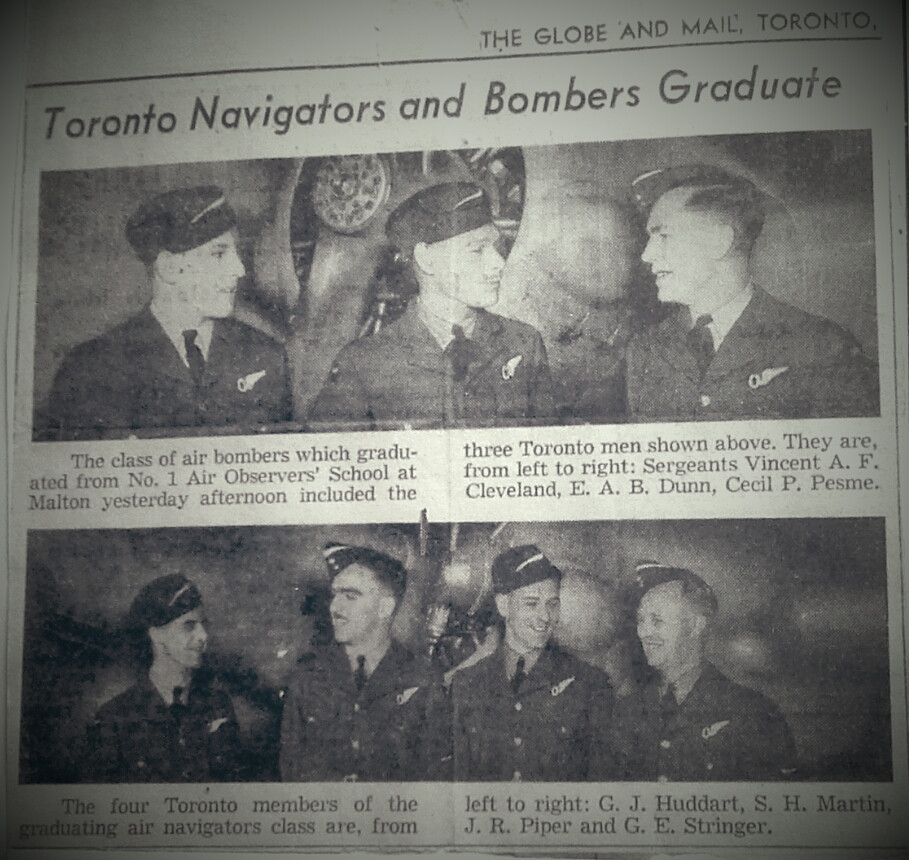 THE GLOBE AND MAIL, TORONTO,
Toronto Navigators and Bombers Graduate
The class of air bombers which gradu-
ated from No. 1 Air Observers' School at
Malton yesterday afternoon included the
three Toronto men shown above. They are,
from left to right: Sergeants Vincent A. F.
Cleveland, E. A. B. Dunn, Cecil P. Pesme.
The four Toronto members of the
graduating air navigators class are, from
left to right: G. J. Huddart, S. H. Martin,
J. R. Piper and G. E. Stringer.